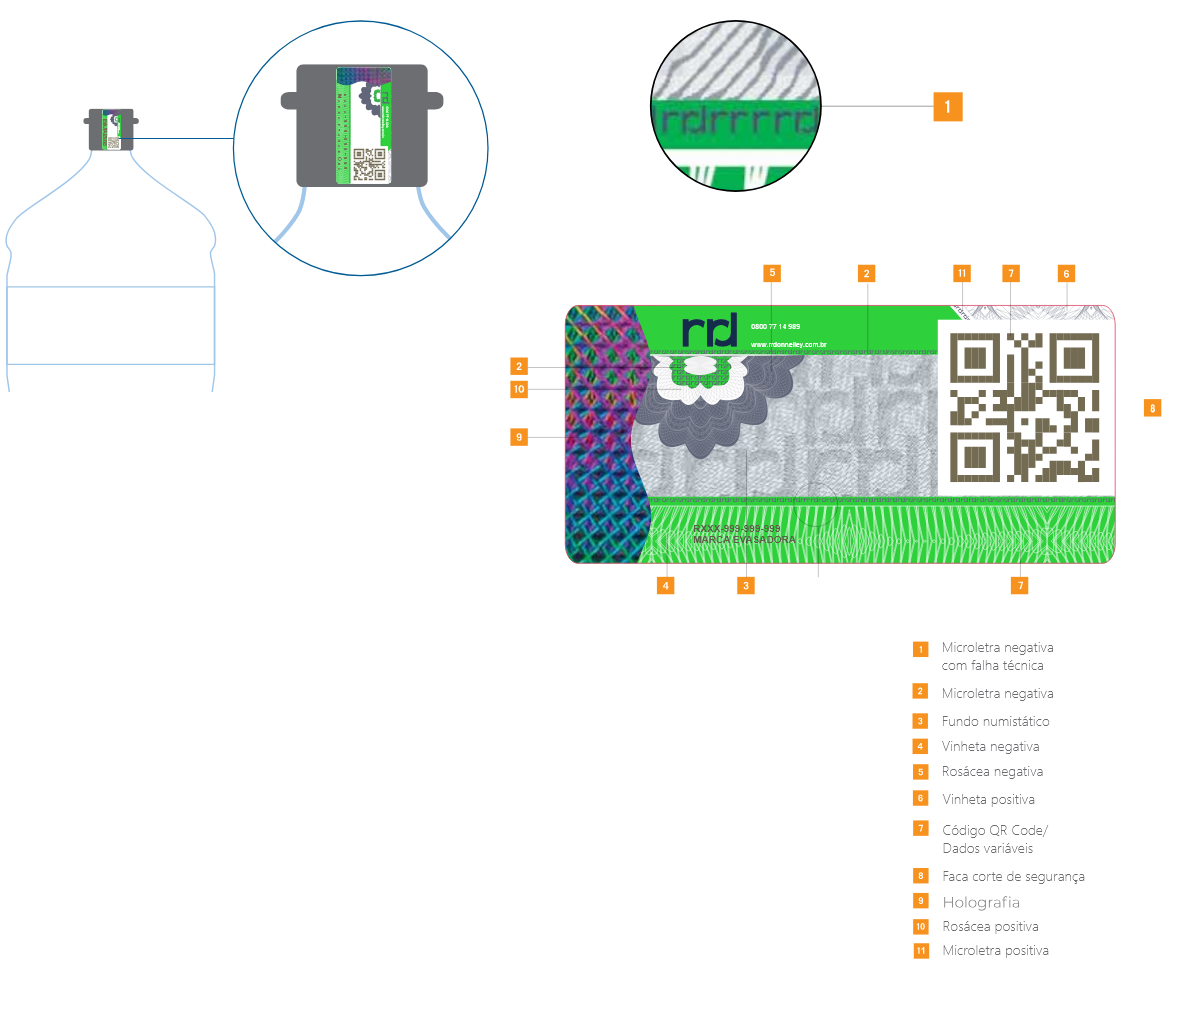 rdrrrrd
1
5
2
11
7
6
rrd
0800 77 14 989
www.rrdonnelley.com.br
2
10
9
8
RXXX-999-999-999
MARCA EVASADORA
4
3
7
1 Microletra negativa
com falha técnica
2 Microletra negativa
3 Fundo numistático
4 Vinheta negativa
5 Rosácea negativa
6 Vinheta positiva
7 Código QR Code/
Dados variáveis
8 Faca corte de segurança
9 Holografia
10 Rosácea positiva
11 Microletra positiva